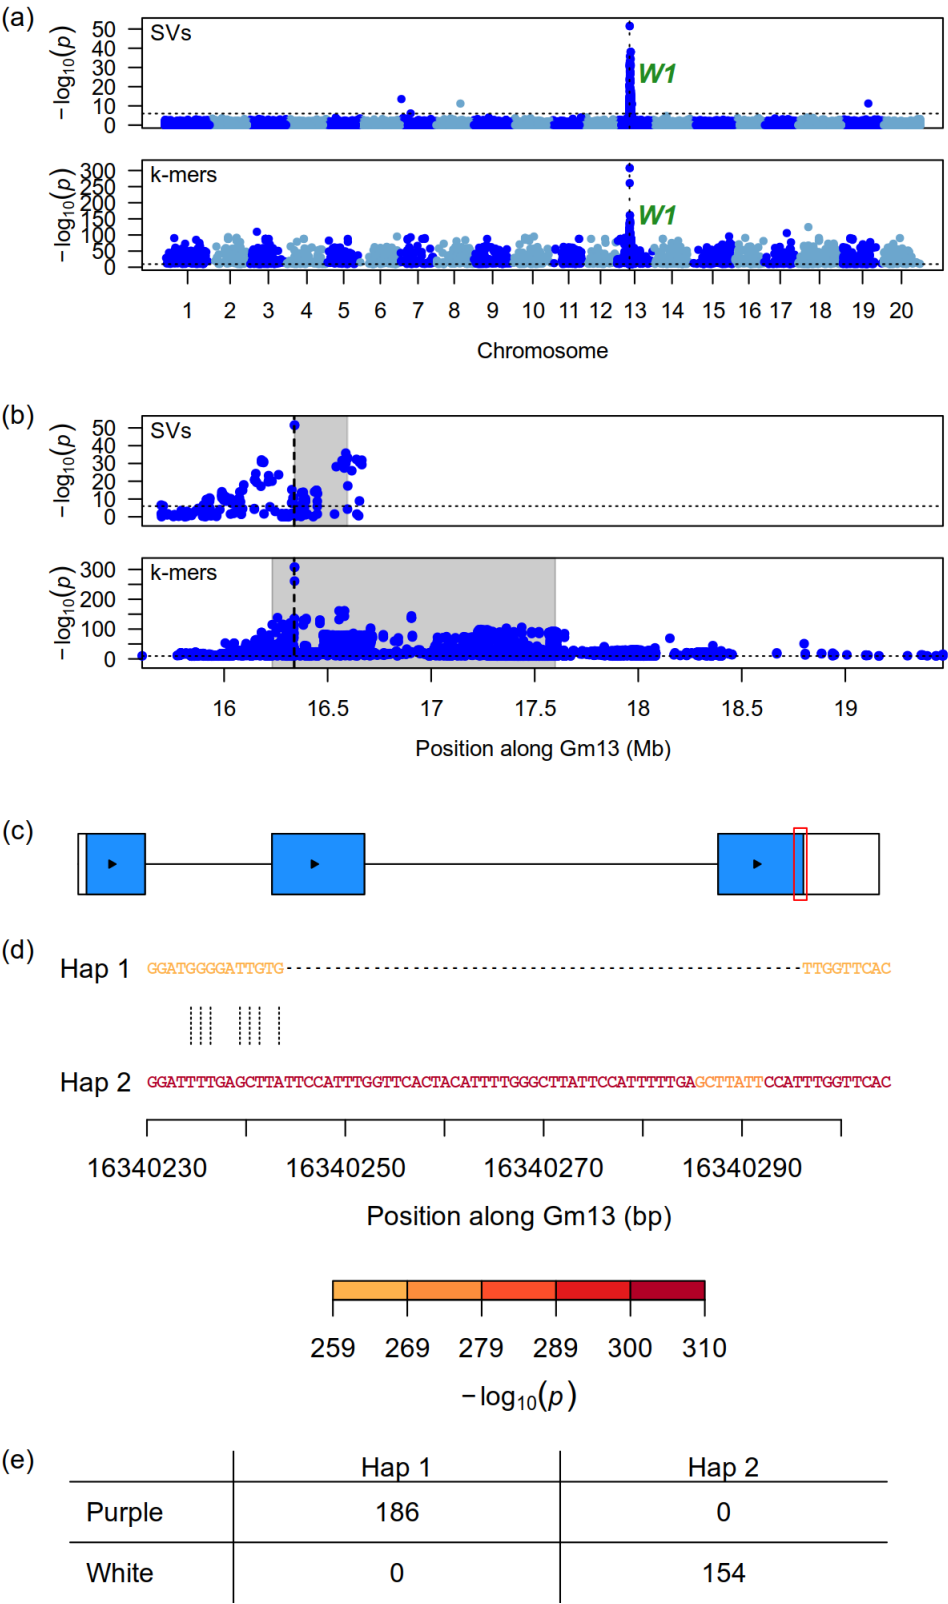 (a)
SVs
W1
−log10(p)
50
40
30
20
10
0
k-mers
W1
−log10(p)
300
250
200
150
100
50
0
1 2 3 4 5 6 7 8 9 10 11 12 13 14 15 16 17 18 19 20
Chromosome
(b)
SVs
−log10(p)
50
40
30
20
10
0
k-mers
−log10(p)
300
200
100
0
16 16.5 17 17.5 18 18.5 19
Position along Gm13 (Mb)
(c)
(d)
Hap 1 GGATGGGGATTGTG TTGGTTCAC
Hap 2 GGATTTTGAGCTTATTCCATTTGGTTCACTACATTTTGGGCTTATTCCATTTTTGAGCTTATTCCATTTGGTTCAC
16340230 16340250 16340270 16340290
Position along Gm13 (bp)
259 269 279 289 300 310
−log10(p)
(e)
Hap 1 Hap 2
Purple 186 0
White 0 154